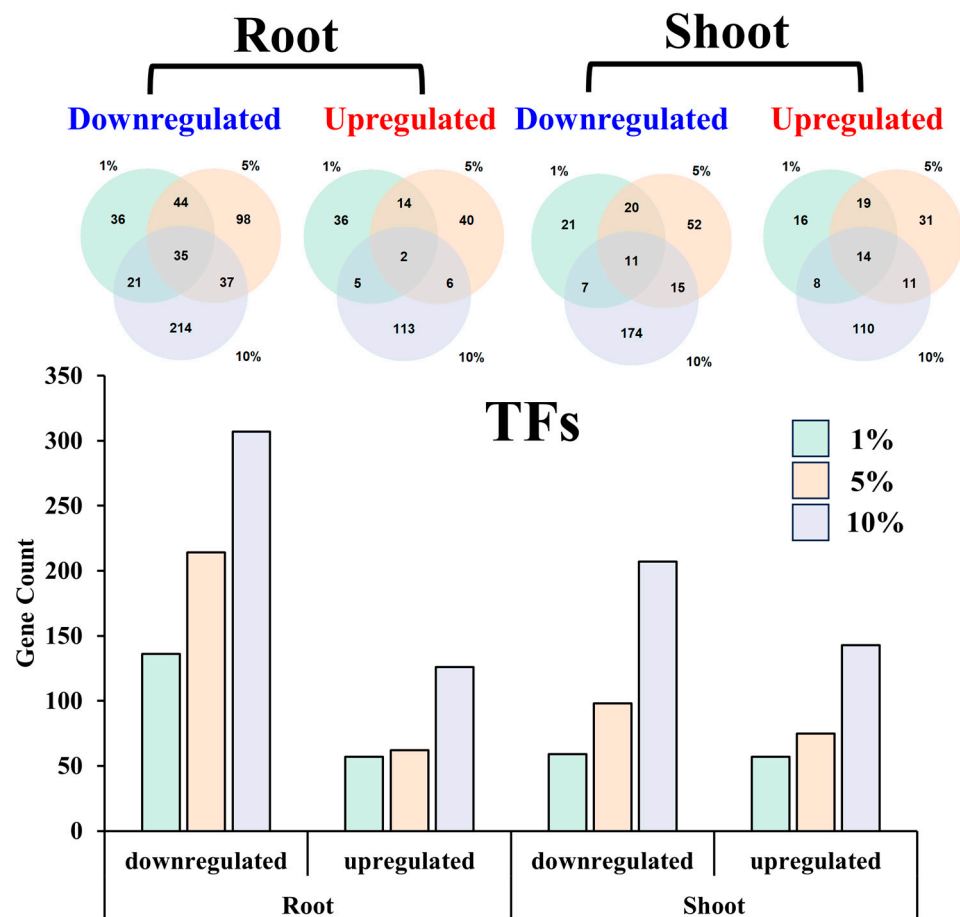 Root Shoot
Downregulated Upregulated Downregulated Upregulated
1% 5% 1% 5% 1% 5% 1% 5%
36 44 98 36 14 40 21 20 52 16 19 31
35 2 11 14
21 37 5 6 7 15 8 11
214 113 174 110
10% 10% 10% 10%
TFs
1%
5%
10%
Gene Count
350
300
250
200
150
100
50
0
downregulated upregulated downregulated upregulated
Root Shoot